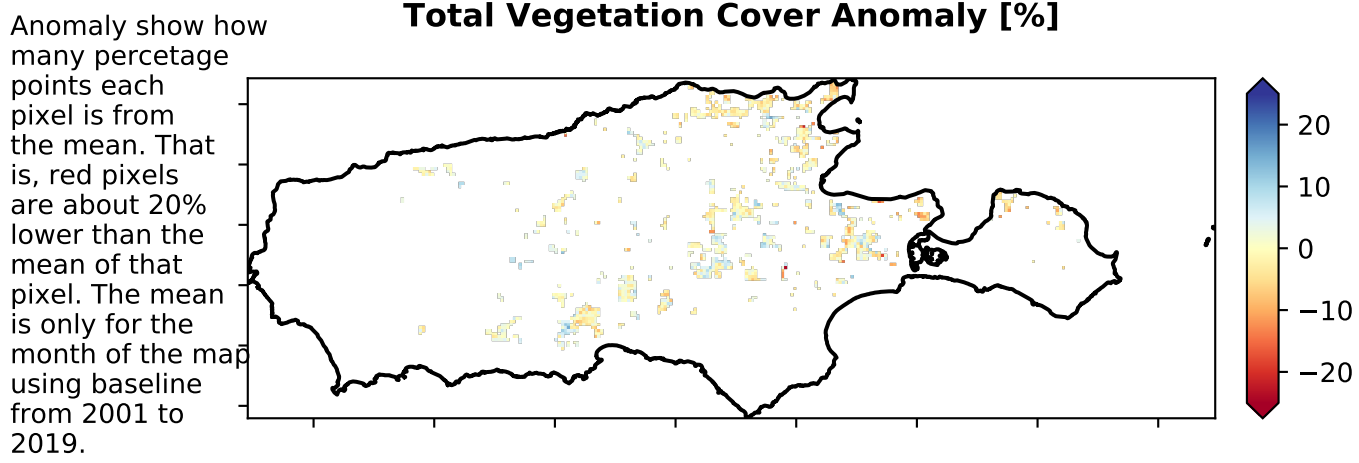 Total Vegetation Cover Anomaly [%]
Anomaly show how
many percetage
points each
pixel is from
the mean. That
is, red pixels
are about 20%
lower than the
mean of that
pixel. The mean
is only for the
month of the map
using baseline
from 2001 to
2019.
20
10
0
−10
−20